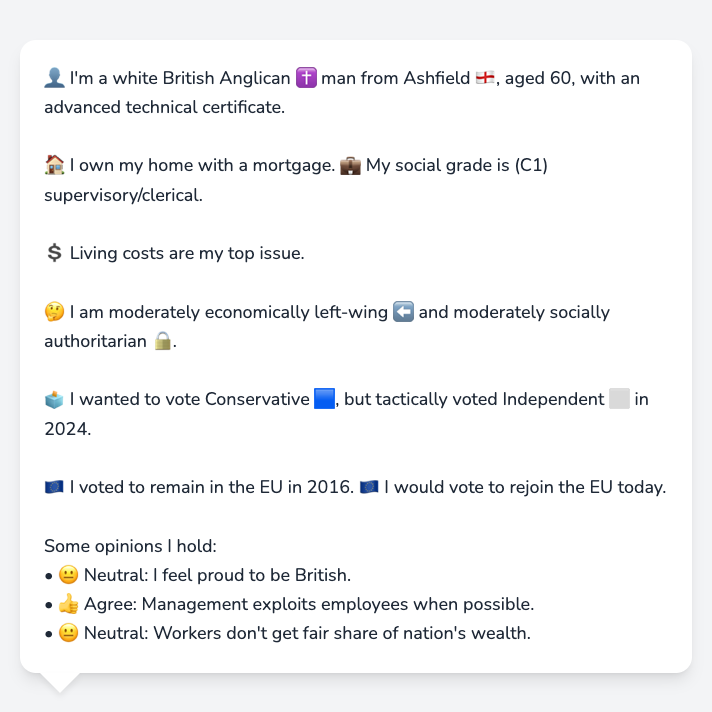 👤 I'm a white British Anglican ✝️ man from Ashfield 🏴󠁧󠁢󠁥󠁮󠁧󠁿, aged 60, with an
advanced technical certificate.
🏠 I own my home with a mortgage. 💼 My social grade is (C1)
supervisory/clerical.
💲 Living costs are my top issue.
🤔 I am moderately economically left-wing ⬅️ and moderately socially
authoritarian 🔒.
🗳️ I wanted to vote Conservative 🟦, but tactically voted Independent ⬜ in
2024.
🇪🇺 I voted to remain in the EU in 2016. 🇪🇺 I would vote to rejoin the EU today.
Some opinions I hold:
• 😐 Neutral: I feel proud to be British.
• 👍 Agree: Management exploits employees when possible.
• 😐 Neutral: Workers don't get fair share of nation's wealth.